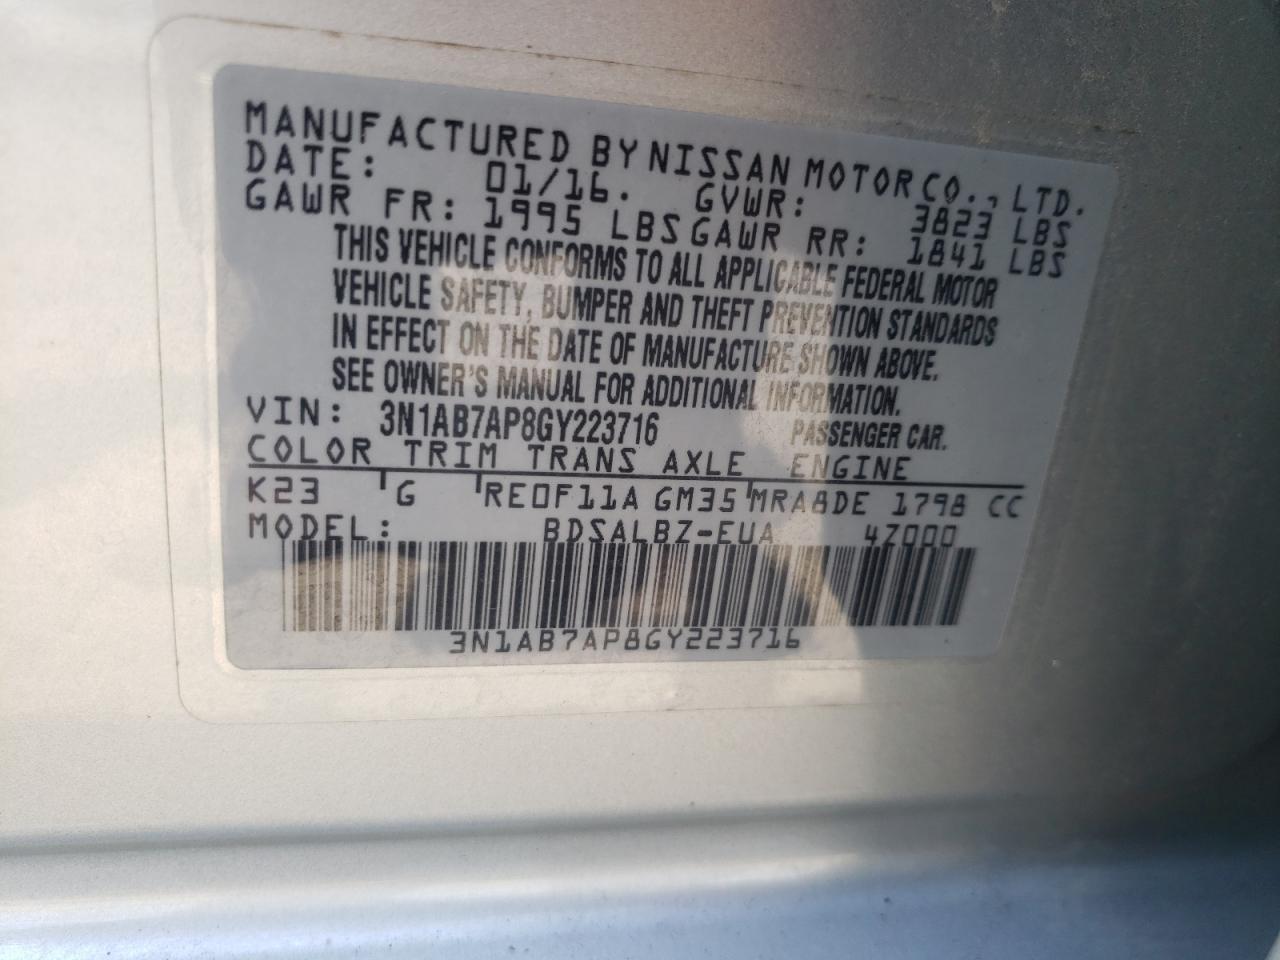 MANUFACTURED BY NISSAN MOTOR CO., LTD.
DATE: 01/16. GVWR: 3823 LBS
GAWR FR: 1995 LBS GAWR RR: 1841 LBS
THIS VEHICLE CONFORMS TO ALL APPLICABLE FEDERAL MOTOR
VEHICLE SAFETY, BUMPER AND THEFT PREVENTION STANDARDS
IN EFFECT ON THE DATE OF MANUFACTURE SHOWN ABOVE.
SEE OWNER'S MANUAL FOR ADDITIONAL INFORMATION.
VIN: 3N1AB7AP8GY223716 PASSENGER CAR.
COLOR TRIM TRANS AXLE ENGINE
K23 G RE0F11A GM35 MRA8DE 1798 CC
MODEL: BDSALBZ-EUA 4Z000
3N1AB7AP8GY223716